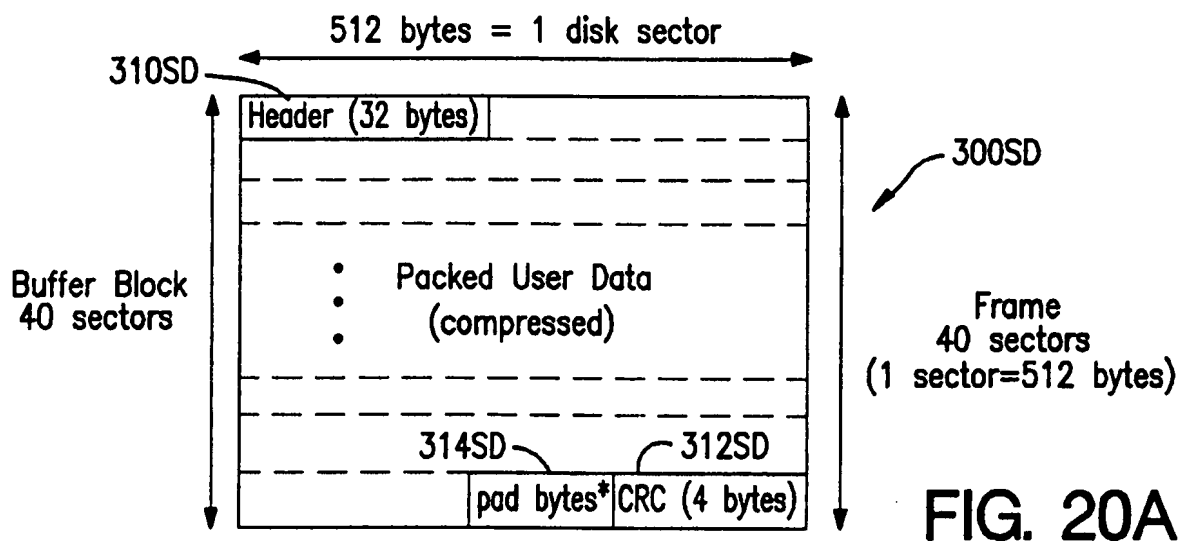 512 bytes = 1 disk sector
310SD
Header (32 bytes)
300SD
Buffer Block
40 sectors
Packed User Data
(compressed)
Frame
40 sectors
(1 sector=512 bytes)
314SD
312SD
pad bytes*
CRC (4 bytes)
FIG. 20A